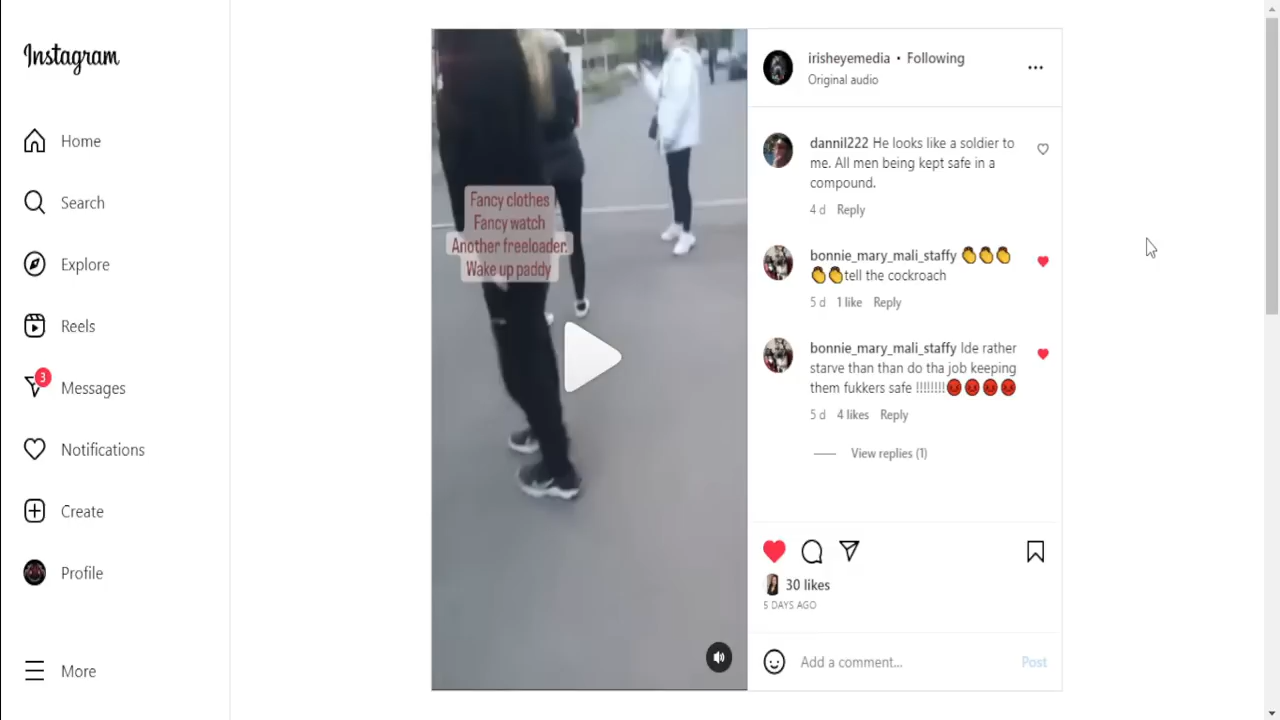 Instagram
Home
Search
Explore
Reels
3
Messages
Notifications
Create
Profile
More
Fancy clothes
Fancy watch
Another freeloader.
Wake up paddy
irisheyemedia • Following
Original audio
dannil222 He looks like a soldier to
me. All men being kept safe in a
compound.
4 d Reply
bonnie_mary_mali_staffy 👏👏👏
👏👏tell the cockroach
5 d 1 like Reply
bonnie_mary_mali_staffy Ide rather
starve than than do tha job keeping
them fukkers safe !!!!!!!!😡😡😡😡
5 d 4 likes Reply
View replies (1)
30 likes
5 DAYS AGO
Add a comment...
Post